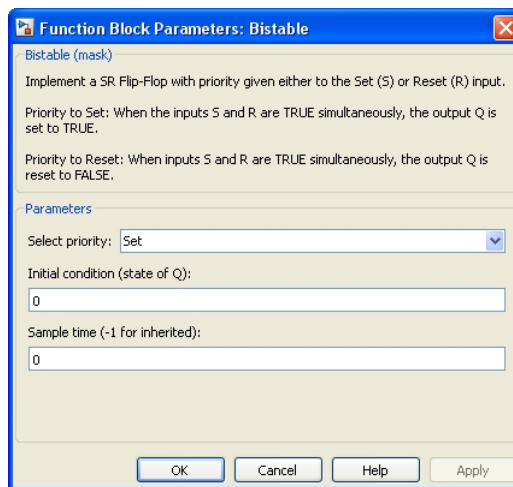 Function Block Parameters: Bistable
Bistable (mask)
Implement a SR Flip-Flop with priority given either to the Set (S) or Reset (R) input.
Priority to Set: When the inputs S and R are TRUE simultaneously, the output Q is
set to TRUE.
Priority to Reset: When inputs S and R are TRUE simultaneously, the output Q is
reset to FALSE.
Parameters
Select priority: Set
Initial condition (state of Q):
0
Sample time (-1 for inherited):
0
OK Cancel Help Apply